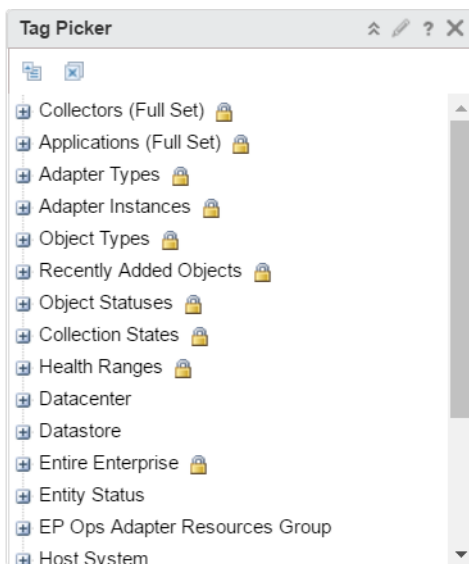 Tag Picker
?
Collectors (Full Set)
Applications (Full Set)
Adapter Types
Adapter Instances
Object Types
Recently Added Objects
Object Statuses
Collection States
Health Ranges
Datacenter
Datastore
Entire Enterprise
Entity Status
EP Ops Adapter Resources Group
Host System